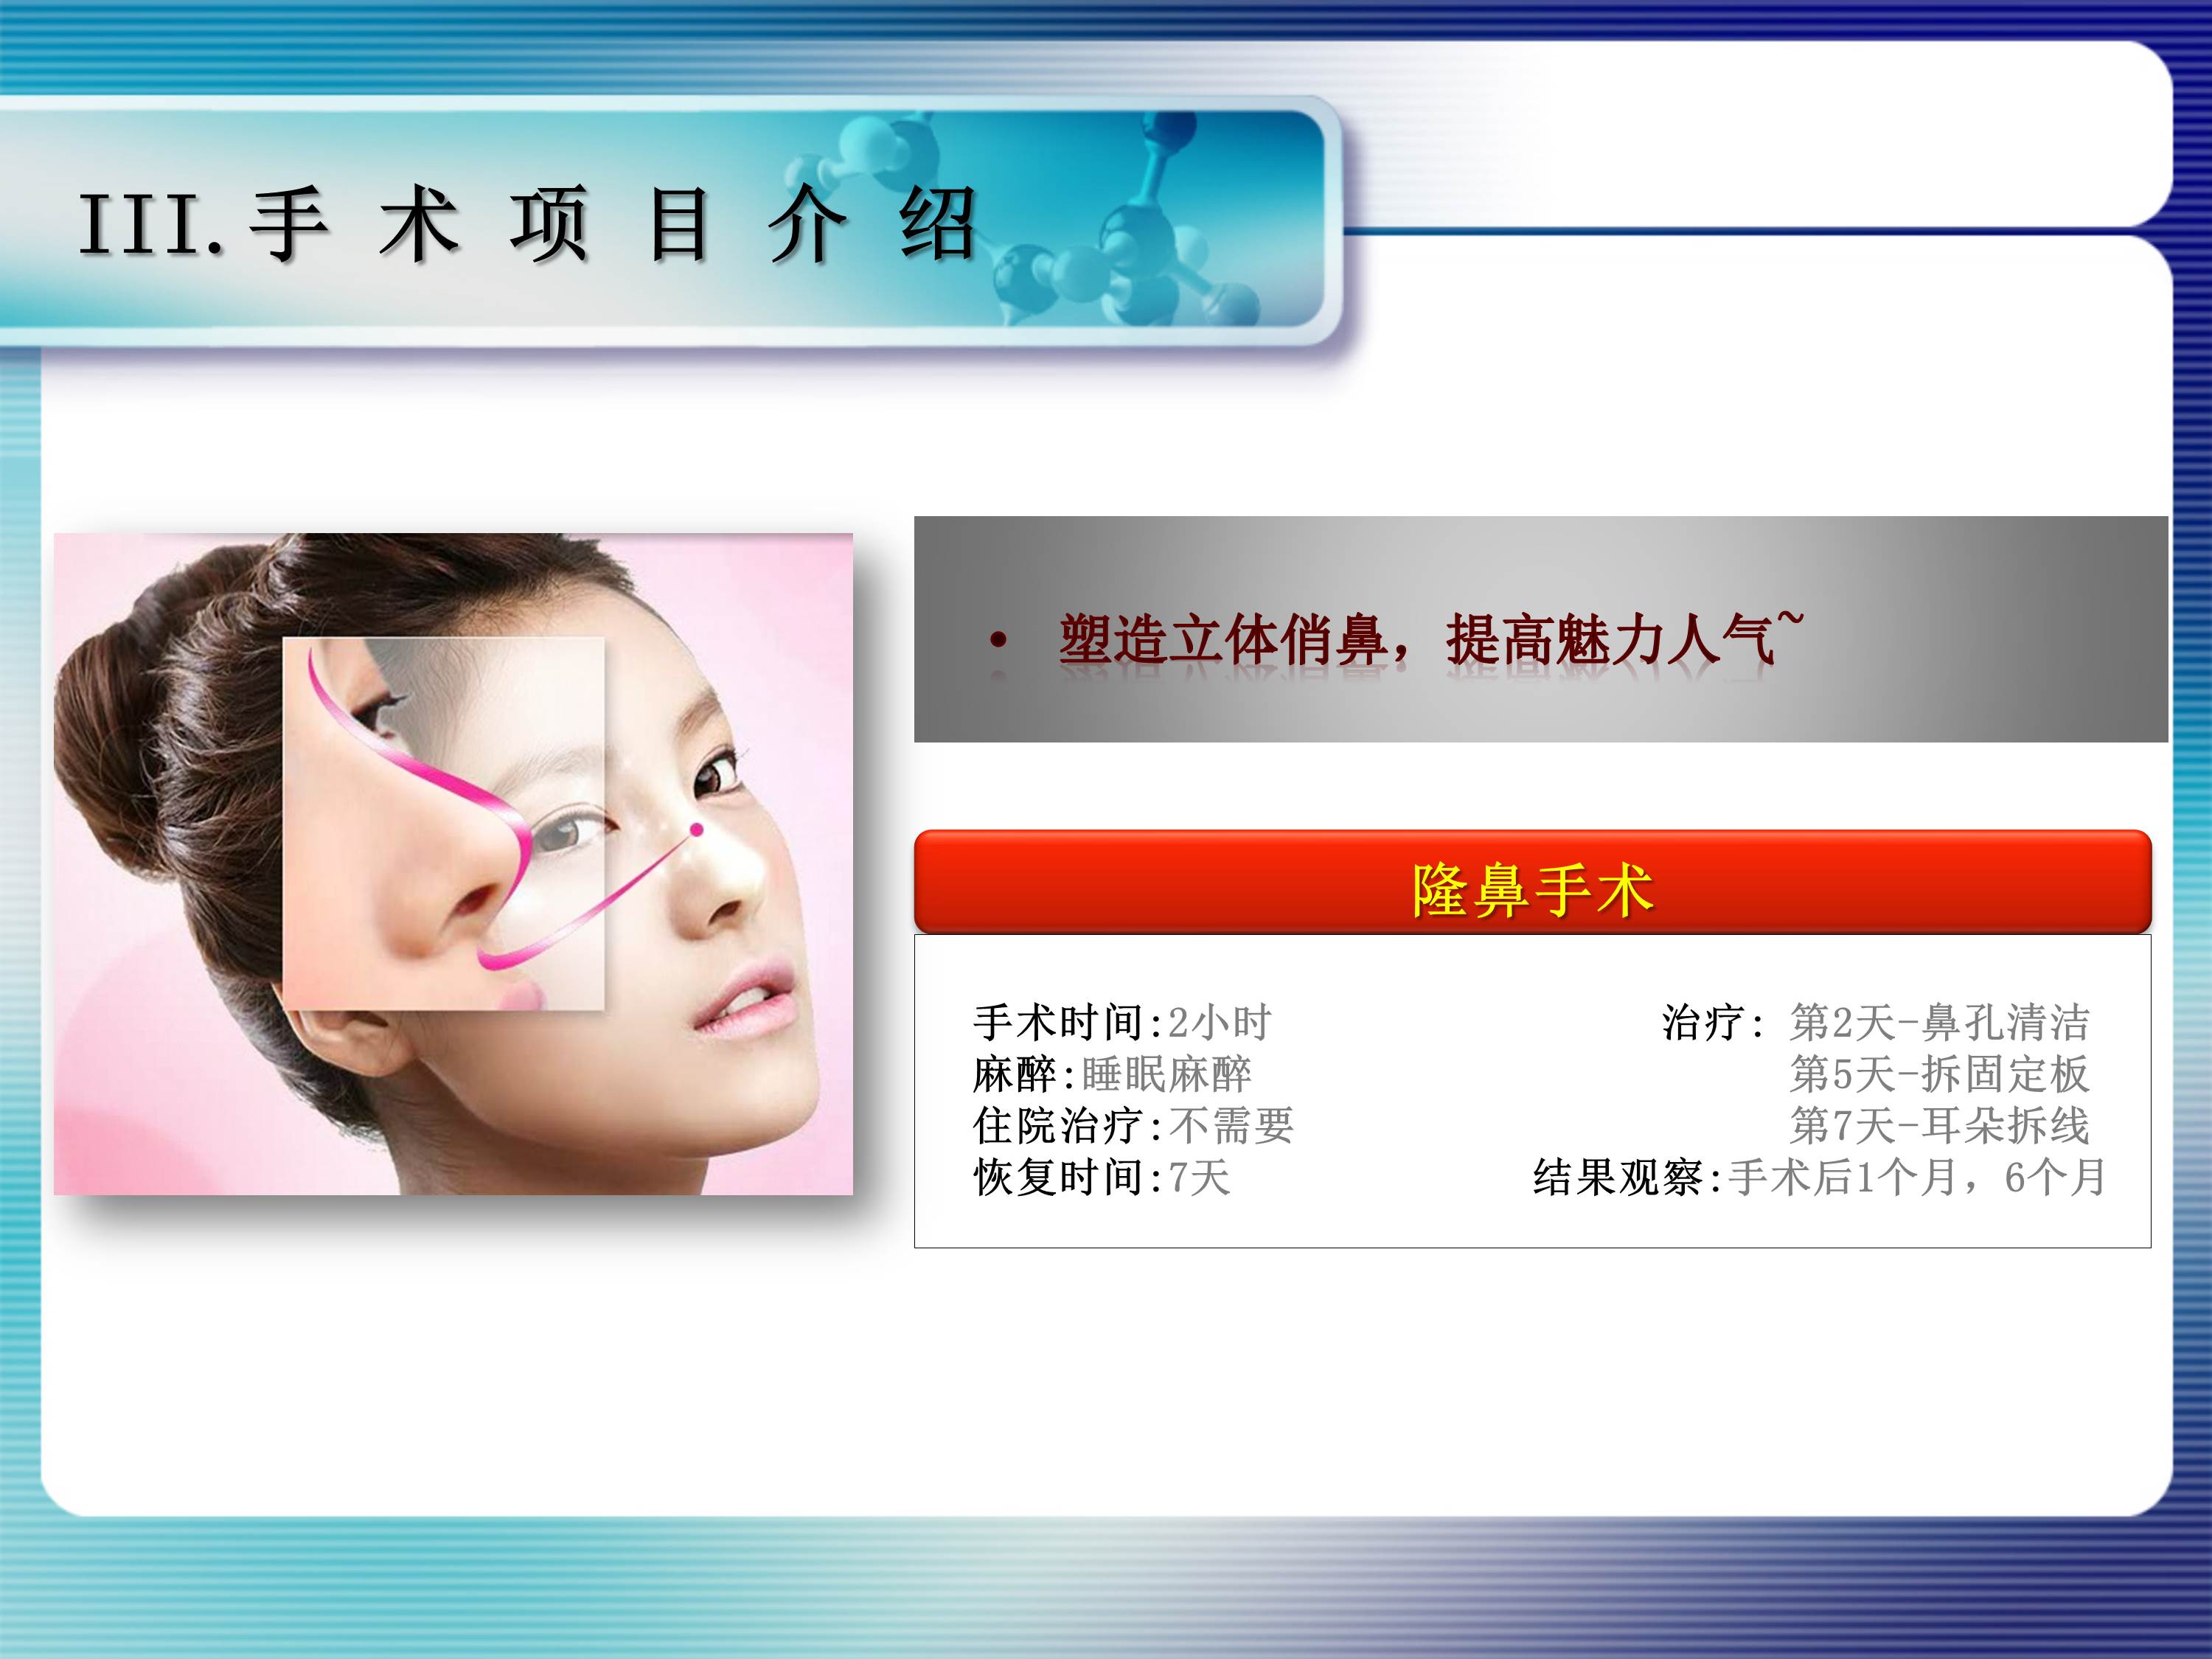 III.手 术 项 目 介 绍
• 塑造立体俏鼻，提高魅力人气~
隆鼻手术
手术时间:2小时
麻醉:睡眠麻醉
住院治疗:不需要
恢复时间:7天
治疗: 第2天-鼻孔清洁
第5天-拆固定板
第7天-耳朵拆线
结果观察:手术后1个月，6个月